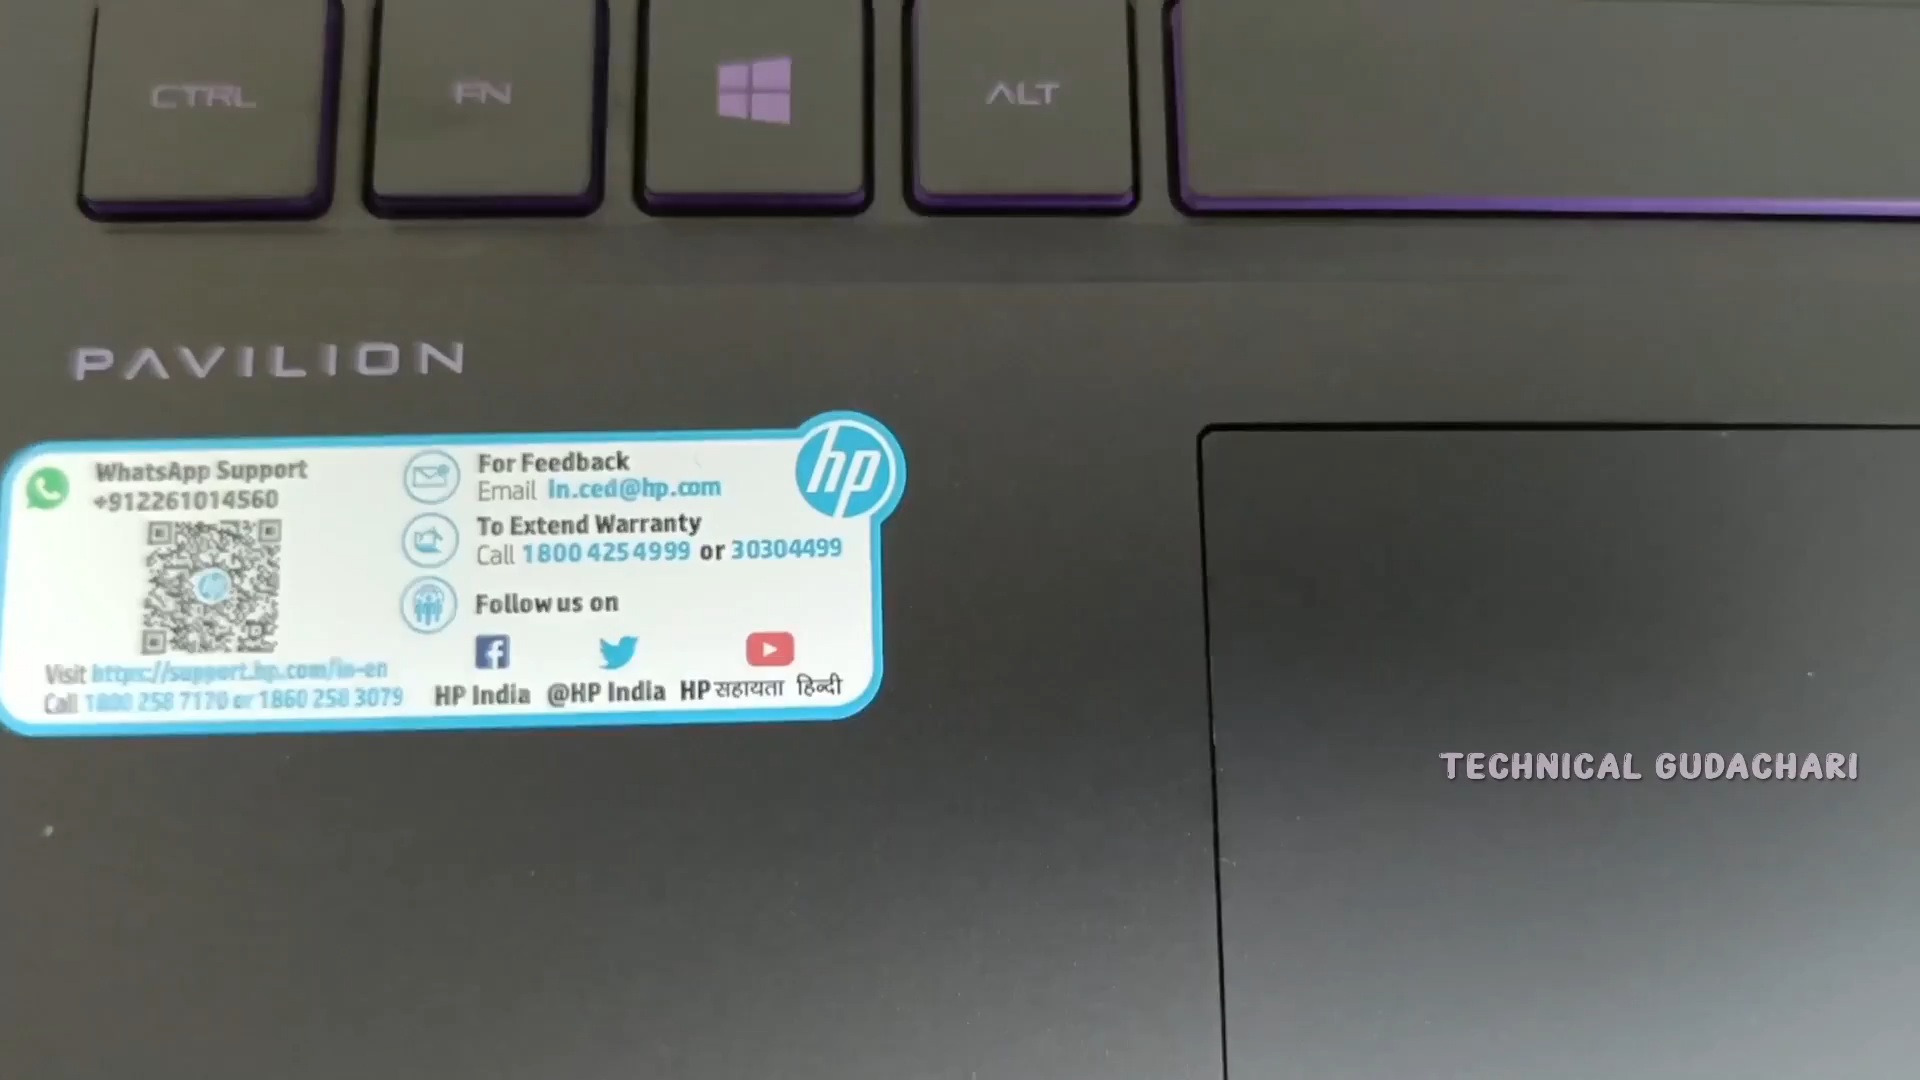 CTRL
FN
ALT
PAVILION
WhatsApp Support
+912261014560
Visit https://support.hp.com/in-en
Call 1800 258 7170 or 1860 258 3079
For Feedback
Email in.ced@hp.com
To Extend Warranty
Call 1800 425 4999 or 30304499
Follow us on
HP India @HP India HP सहायता हिन्दी
hp
TECHNICAL GUDACHARI